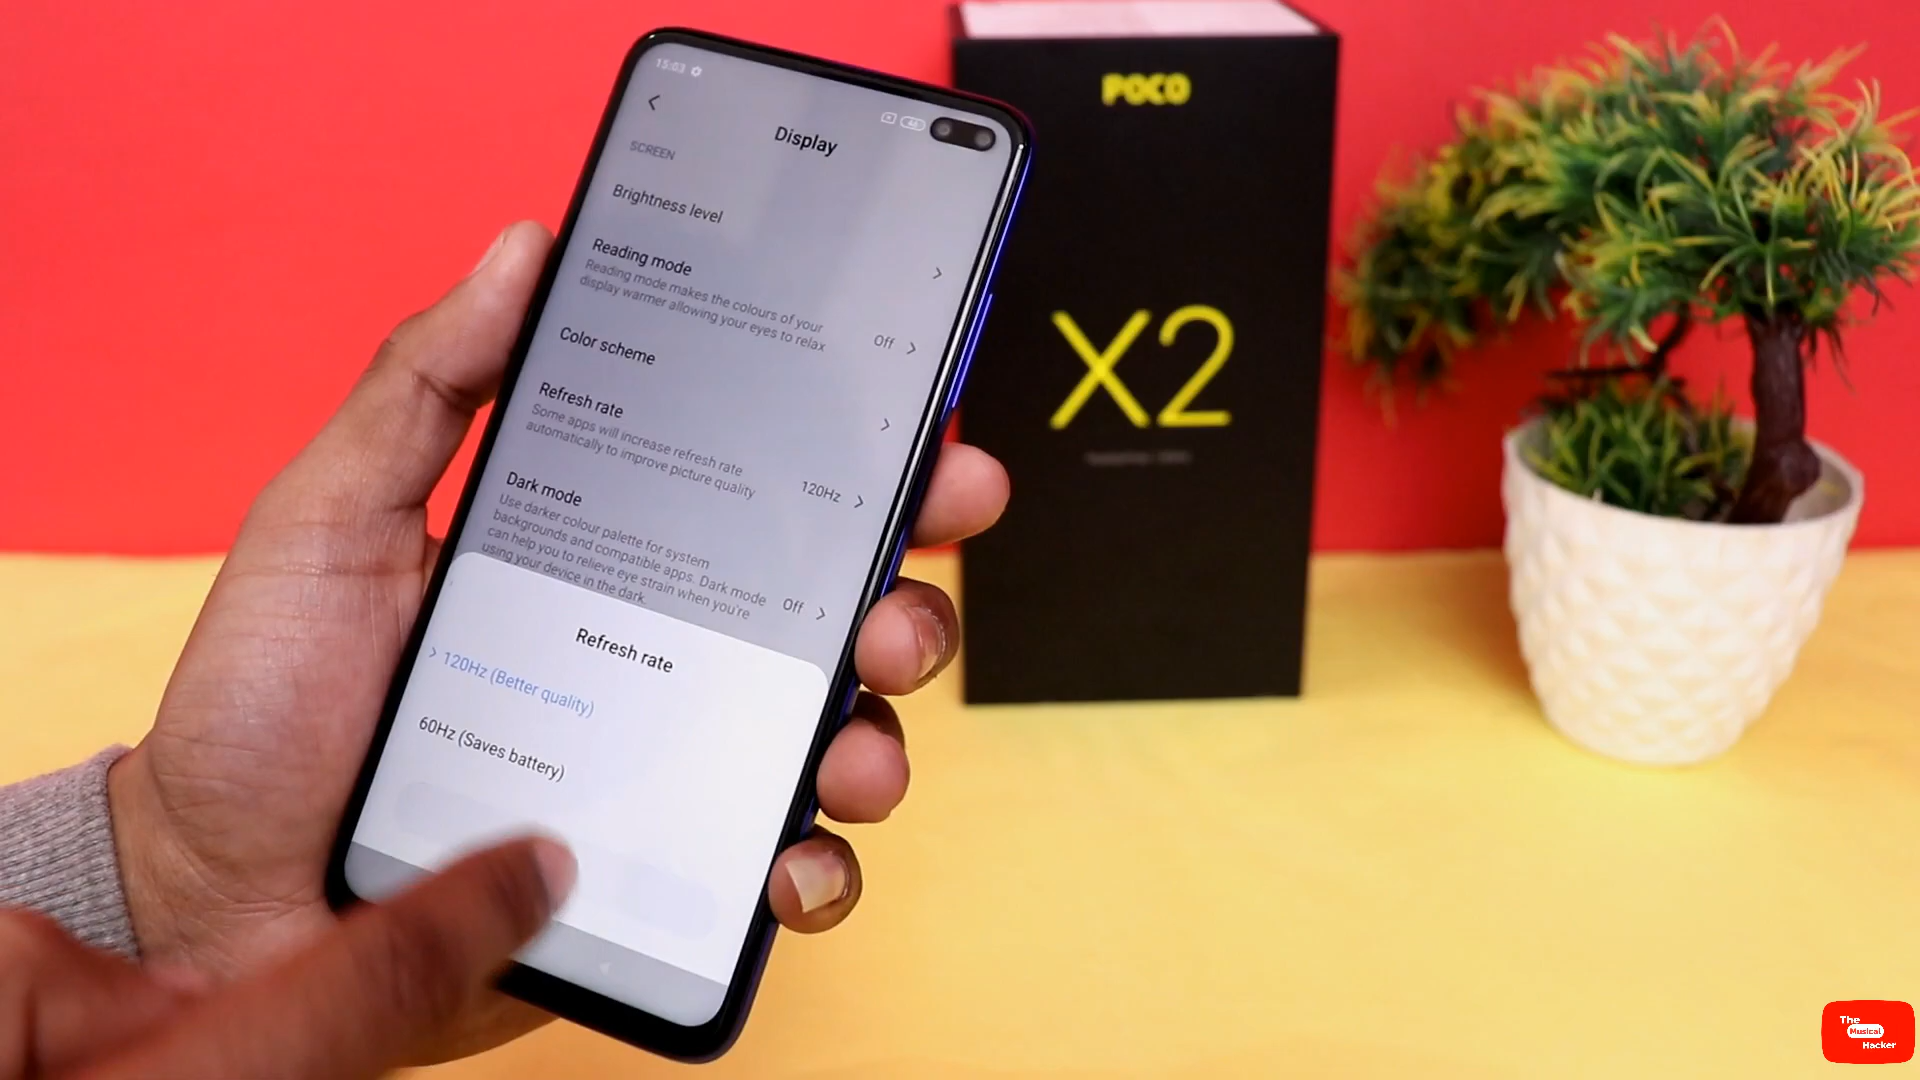 15:03
Display
SCREEN
Brightness level
Reading mode
Reading mode makes the colours of your
display warmer allowing your eyes to relax
Off
Color scheme
Refresh rate
Some apps will increase refresh rate
automatically to improve picture quality
120Hz
Dark mode
Use darker colour palette for system
backgrounds and compatible apps. Dark mode
can help you to relieve eye strain when you're
using your device in the dark.
Off
Refresh rate
120Hz (Better quality)
60Hz (Saves battery)
POCO
X2
The
Musical
Hacker